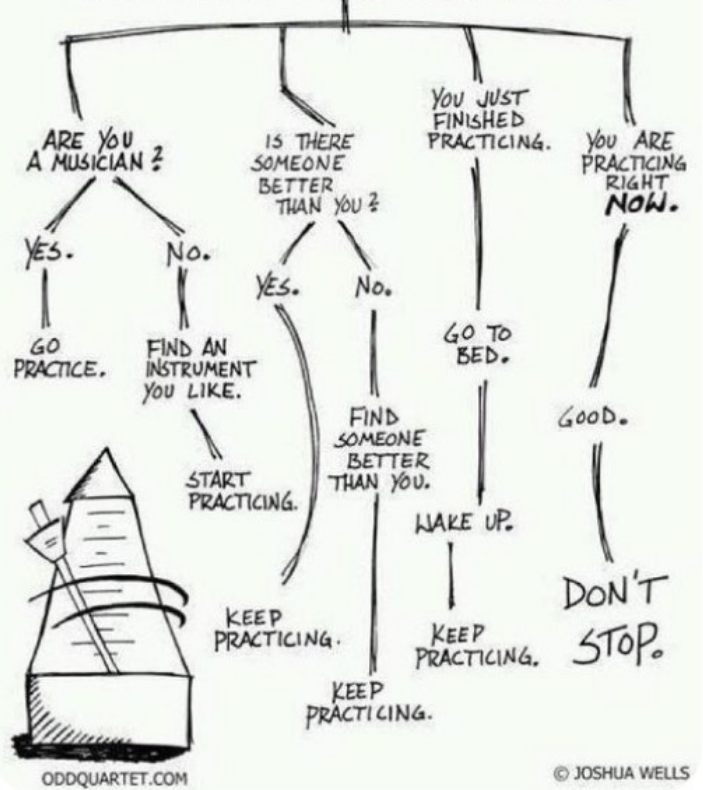 ARE YOU
A MUSICIAN?
YES.
GO
PRACTICE.
NO.
FIND AN
INSTRUMENT
YOU LIKE.
START
PRACTICING.
IS THERE
SOMEONE
BETTER
THAN YOU?
YES.
KEEP
PRACTICING.
NO.
FIND
SOMEONE
BETTER
THAN YOU.
KEEP
PRACTICING.
YOU JUST
FINISHED
PRACTICING.
GO TO
BED.
WAKE UP.
KEEP
PRACTICING.
YOU ARE
PRACTICING
RIGHT
NOW.
GOOD.
DON'T
STOP.
ODDQUARTET.COM
© JOSHUA WELLS